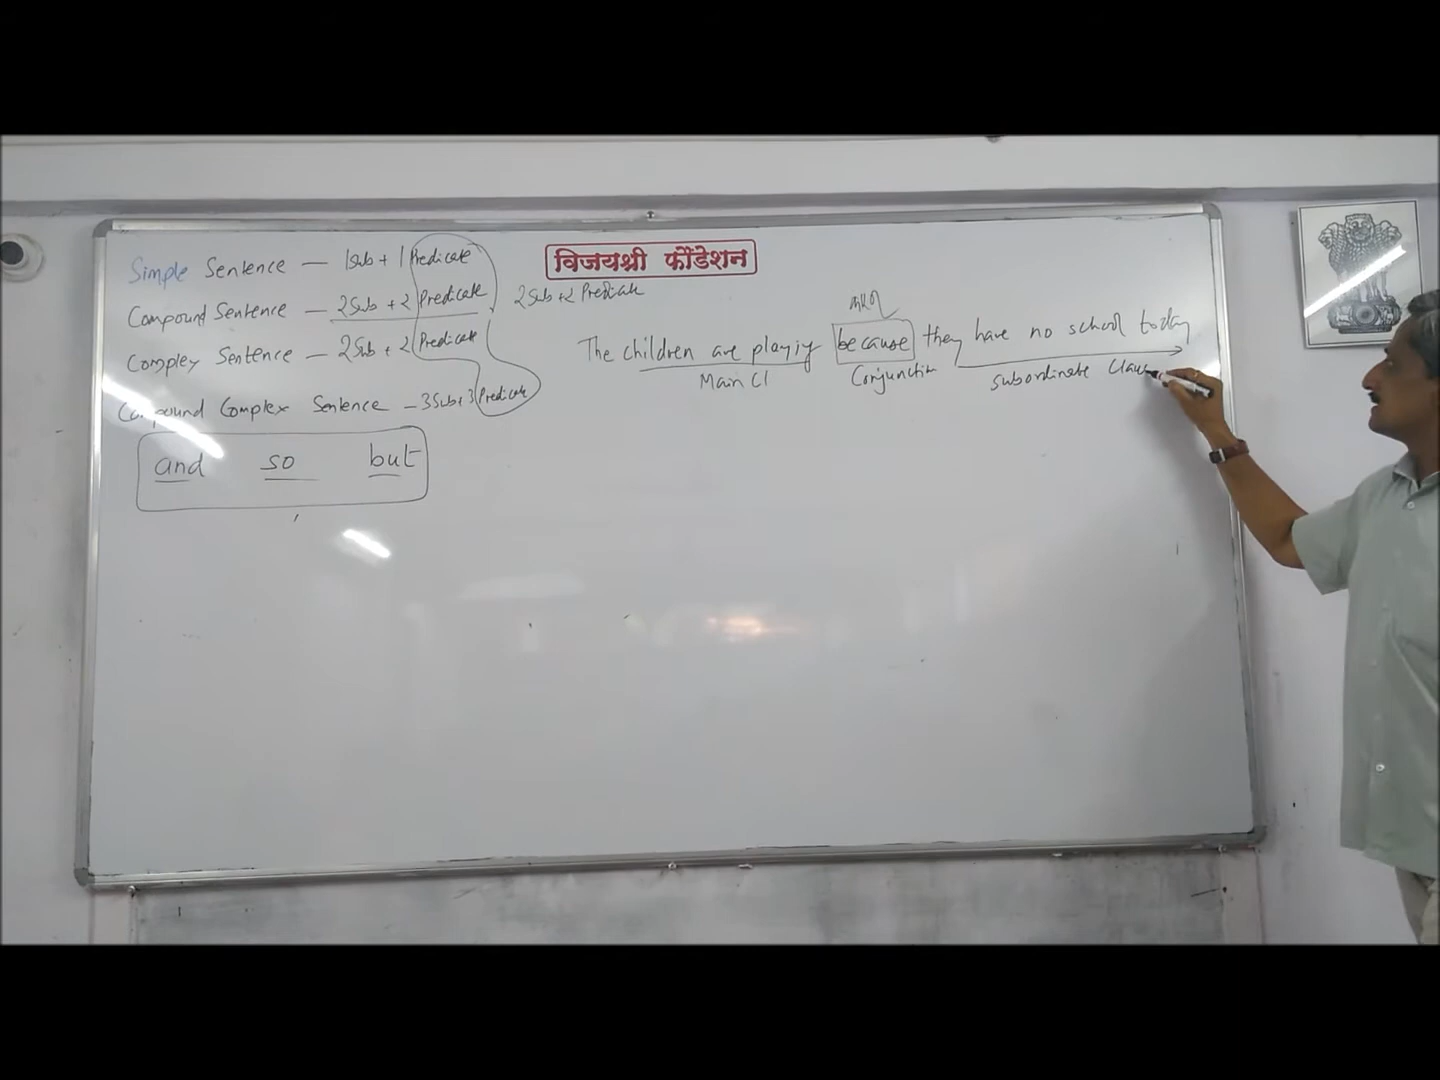 Simple Sentence — 1sub + 1 Predicate
विजयश्री फौंडेशन
Compound Sentence — 2Sub + 2 Predicate
2Sub + 2 Predicate
Complex Sentence — 2Sub + 2 Predicate
The children are playing because they have no school today
Main Cl
Conjunction
subordinate Claus
Compound Complex Sentence — 3Sub+3 Predicate
and so but